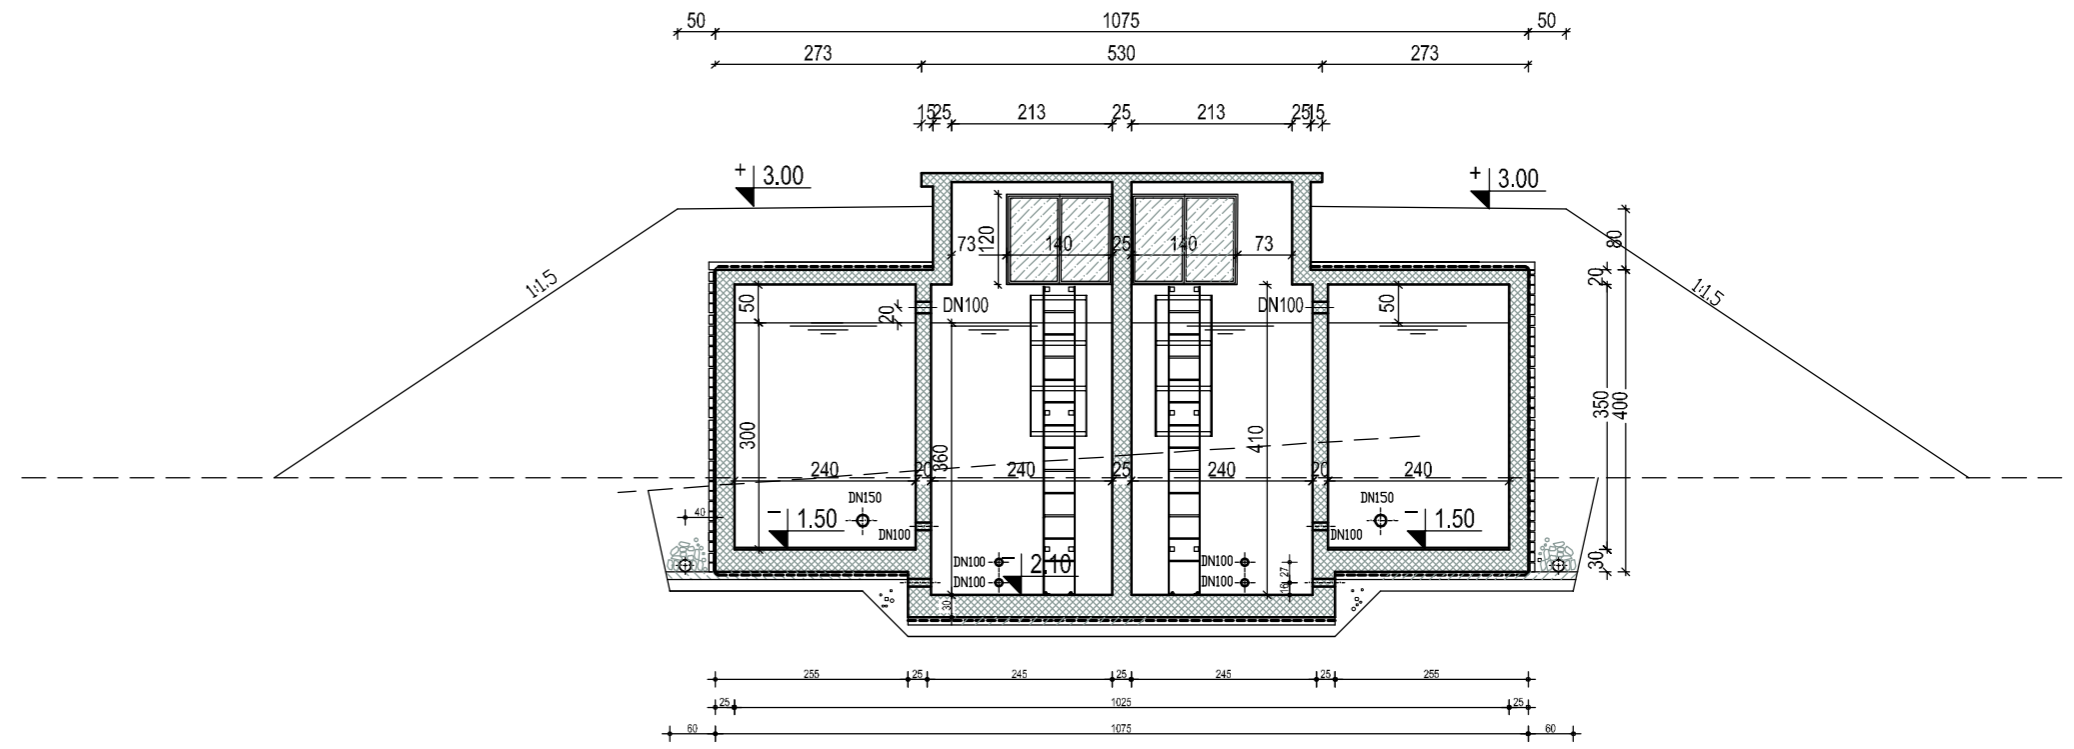 50 1075 50
273 530 273
15 25 213 25 213 25 15
+ 3.00 + 3.00
73 120 140 25 140 73 80
1:1.5 20 1:1.5
50 20 DN100 DN100 50
300 360 410 350 400
240 20 240 25 240 20 240
DN150 DN150
40 − 1.50 DN100 DN100 − 1.50
DN100 − 2.10 DN100 27 30
DN100 DN100 16
30
255 25 245 25 245 25 255
25 1025 25
60 1075 60